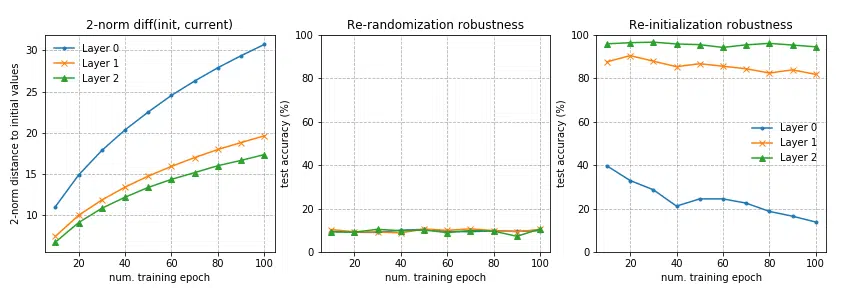 2-norm diff(init, current)
2-norm distance to initial values
30
25
20
15
10
Layer 0
Layer 1
Layer 2
20 40 60 80 100
num. training epoch
Re-randomization robustness
test accuracy (%)
100
80
60
40
20
0
20 40 60 80 100
num. training epoch
Re-initialization robustness
test accuracy (%)
100
80
60
40
20
0
Layer 0
Layer 1
Layer 2
20 40 60 80 100
num. training epoch